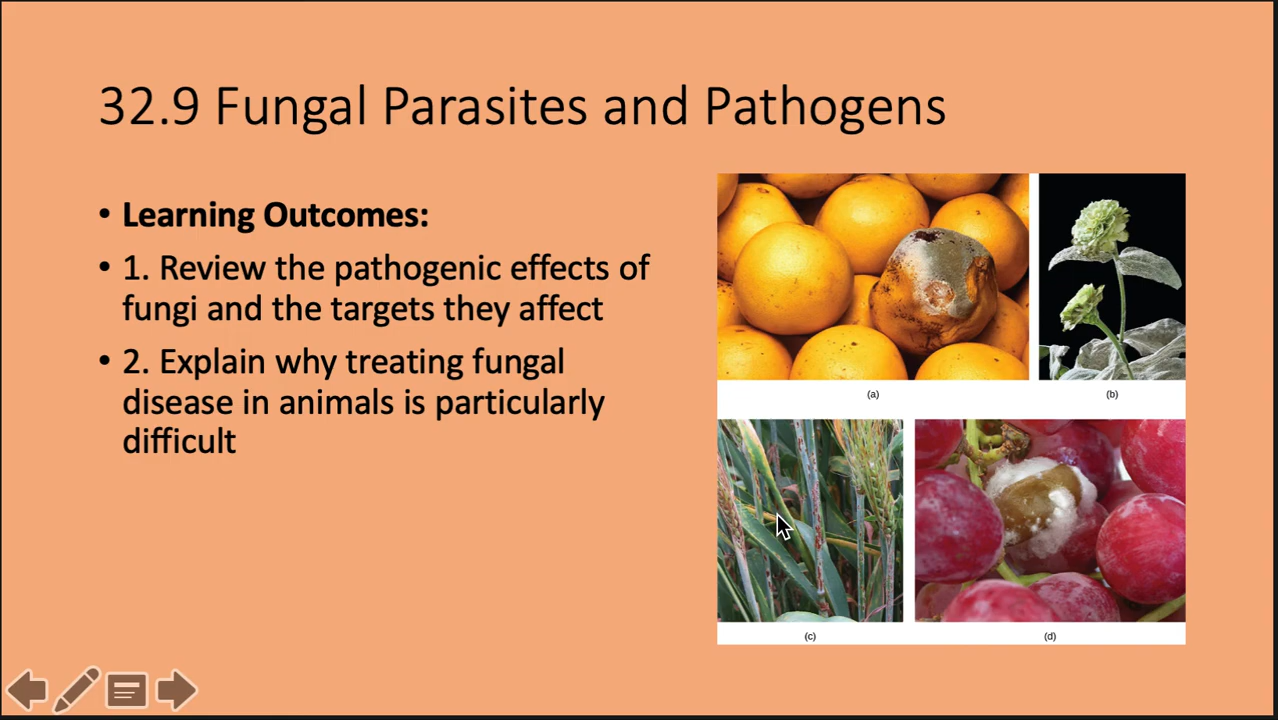 32.9 Fungal Parasites and Pathogens
• Learning Outcomes:
• 1. Review the pathogenic effects of
fungi and the targets they affect
• 2. Explain why treating fungal
disease in animals is particularly
difficult
(a)
(b)
(c)
(d)